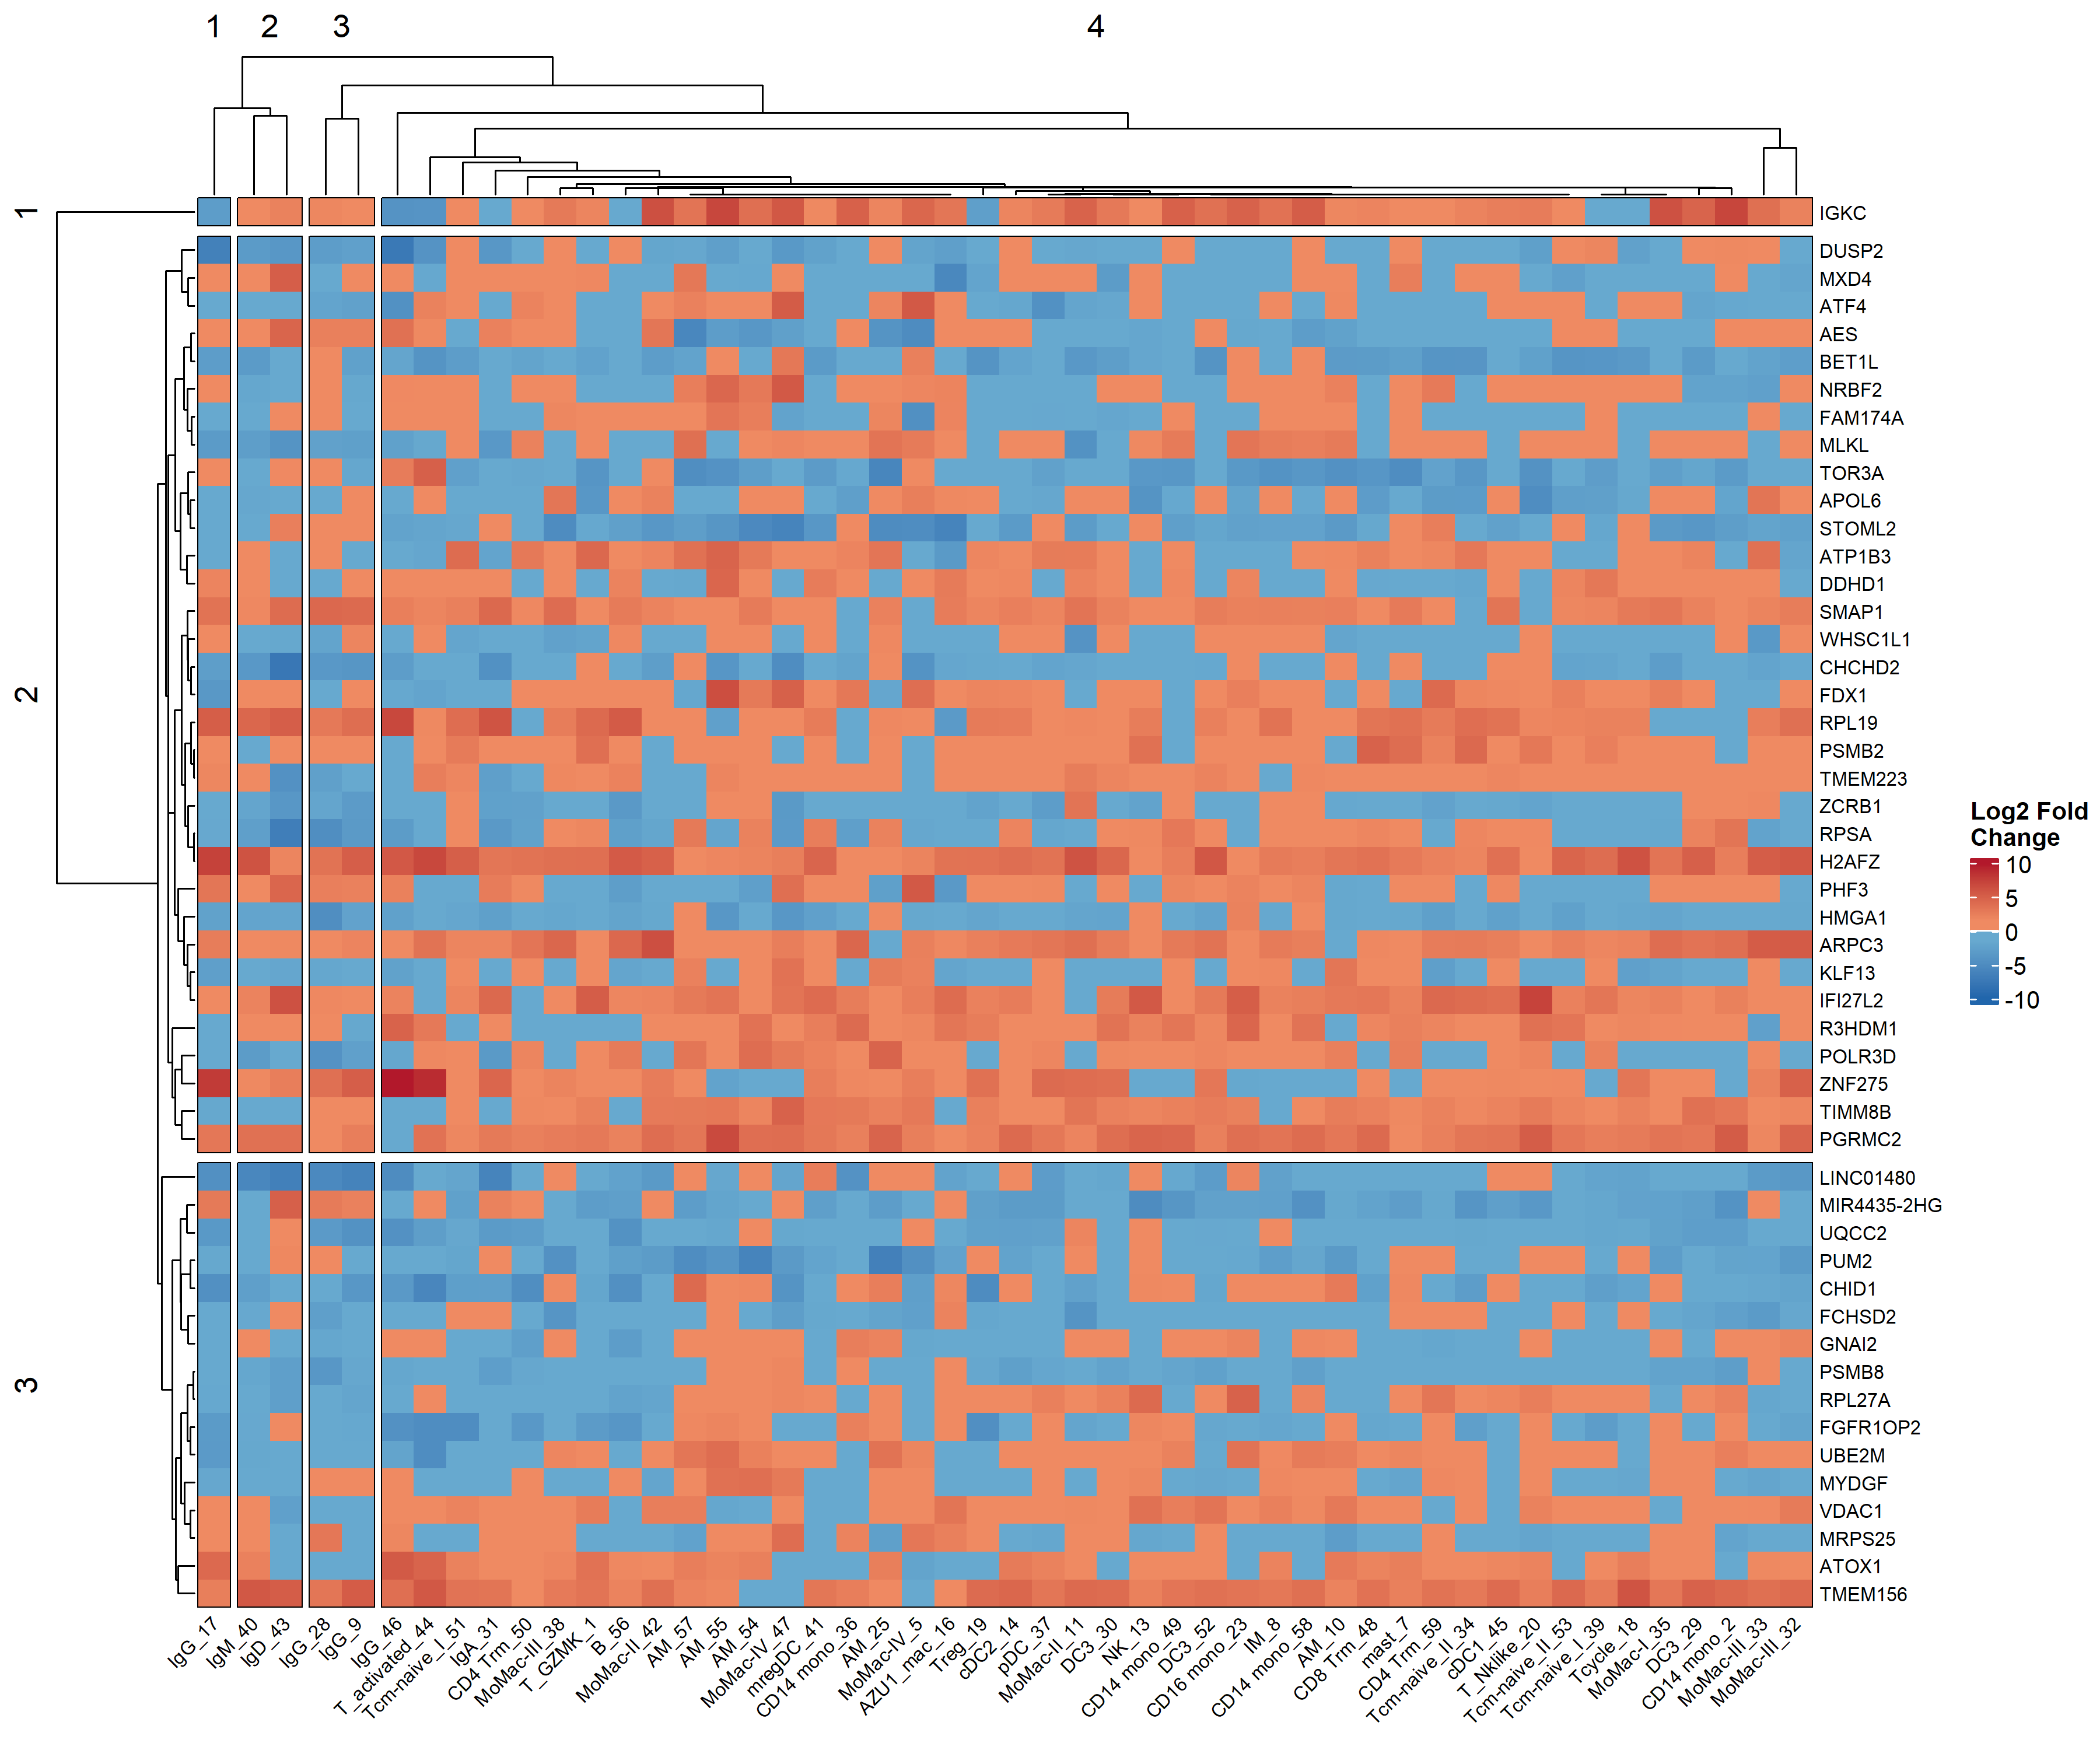 1 2 3 4
1
2
3
IGKC
DUSP2
MXD4
ATF4
AES
BET1L
NRBF2
FAM174A
MLKL
TOR3A
APOL6
STOML2
ATP1B3
DDHD1
SMAP1
WHSC1L1
CHCHD2
FDX1
RPL19
PSMB2
TMEM223
ZCRB1
RPSA
H2AFZ
PHF3
HMGA1
ARPC3
KLF13
IFI27L2
R3HDM1
POLR3D
ZNF275
TIMM8B
PGRMC2
LINC01480
MIR4435-2HG
UQCC2
PUM2
CHID1
FCHSD2
GNAI2
PSMB8
RPL27A
FGFR1OP2
UBE2M
MYDGF
VDAC1
MRPS25
ATOX1
TMEM156
IgG_17
IgM_40
IgD_43
IgG_28
IgG_9
IgG_46
T_activated_44
Tcm-naive_I_51
IgA_31
CD4 Trm_50
MoMac-III_38
T_GZMK_1
B_56
MoMac-II_42
AM_57
AM_55
AM_54
MoMac-IV_47
mregDC_41
CD14 mono_36
AM_25
MoMac-IV_5
AZU1_mac_16
Treg_19
cDC2_14
pDC_37
MoMac-II_11
DC3_30
NK_13
CD14 mono_49
DC3_52
CD16 mono_23
IM_8
CD14 mono_58
AM_10
CD8 Trm_48
mast_7
CD4 Trm_59
Tcm-naive_II_34
cDC1_45
T_Nklike_20
Tcm-naive_II_53
Tcm-naive_I_39
Tcycle_18
MoMac-I_35
DC3_29
CD14 mono_2
MoMac-III_33
MoMac-III_32
Log2 Fold
Change
10
5
0
-5
-10